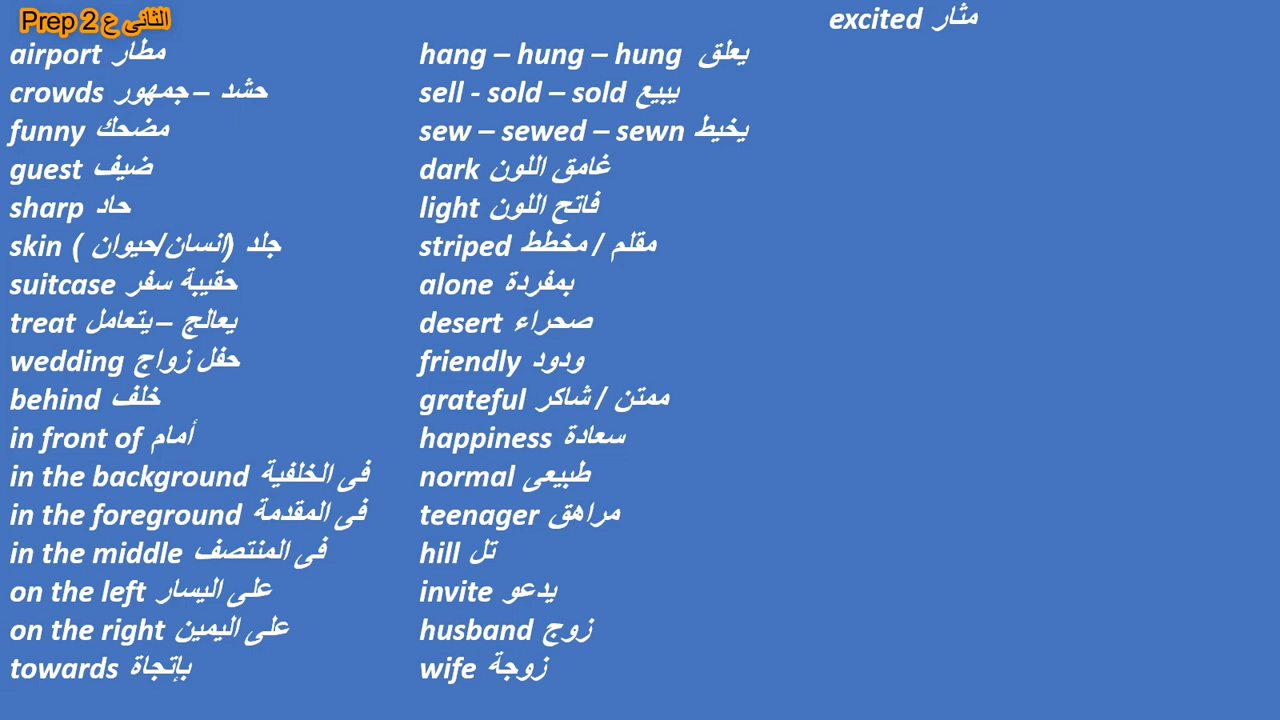 Prep 2 الثانى ع
airport مطار
crowds حشد – جمهور
funny مضحك
guest ضيف
sharp حاد
skin جلد (انسان/حيوان )
suitcase حقيبة سفر
treat يعالج – يتعامل
wedding حفل زواج
behind خلف
in front of أمام
in the background فى الخلفية
in the foreground فى المقدمة
in the middle فى المنتصف
on the left على اليسار
on the right على اليمين
towards بإتجاة
hang – hung – hung يعلق
sell - sold – sold يبيع
sew – sewed – sewn يخيط
dark غامق اللون
light فاتح اللون
striped مقلم / مخطط
alone بمفردة
desert صحراء
friendly ودود
grateful ممتن / شاكر
happiness سعادة
normal طبيعى
teenager مراهق
hill تل
invite يدعو
husband زوج
wife زوجة
excited مثار